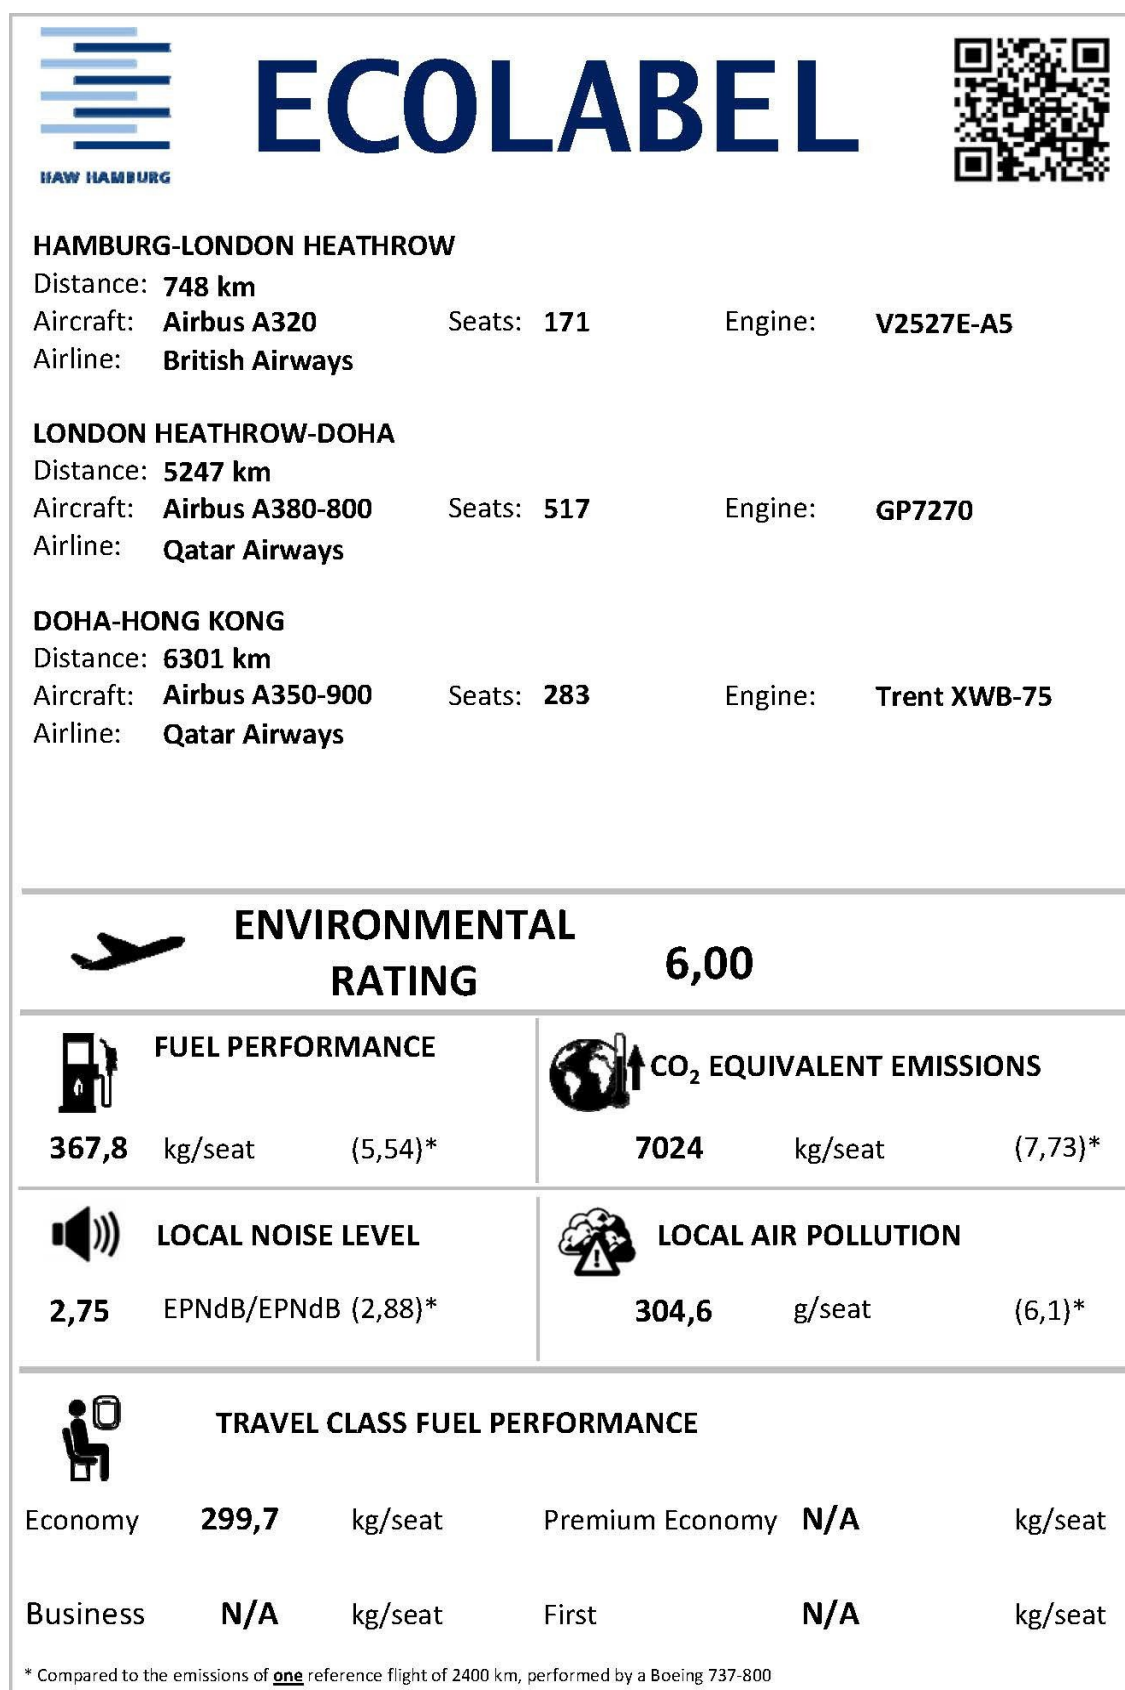 HAW HAMBURG
ECOLABEL
HAMBURG-LONDON HEATHROW
Distance: 748 km
Aircraft: Airbus A320 Seats: 171 Engine: V2527E-A5
Airline: British Airways
LONDON HEATHROW-DOHA
Distance: 5247 km
Aircraft: Airbus A380-800 Seats: 517 Engine: GP7270
Airline: Qatar Airways
DOHA-HONG KONG
Distance: 6301 km
Aircraft: Airbus A350-900 Seats: 283 Engine: Trent XWB-75
Airline: Qatar Airways
ENVIRONMENTAL
RATING
6,00
FUEL PERFORMANCE
367,8 kg/seat (5,54)*
CO₂ EQUIVALENT EMISSIONS
7024 kg/seat (7,73)*
LOCAL NOISE LEVEL
2,75 EPNdB/EPNdB (2,88)*
LOCAL AIR POLLUTION
304,6 g/seat (6,1)*
TRAVEL CLASS FUEL PERFORMANCE
Economy 299,7 kg/seat Premium Economy N/A kg/seat
Business N/A kg/seat First N/A kg/seat
* Compared to the emissions of one reference flight of 2400 km, performed by a Boeing 737-800